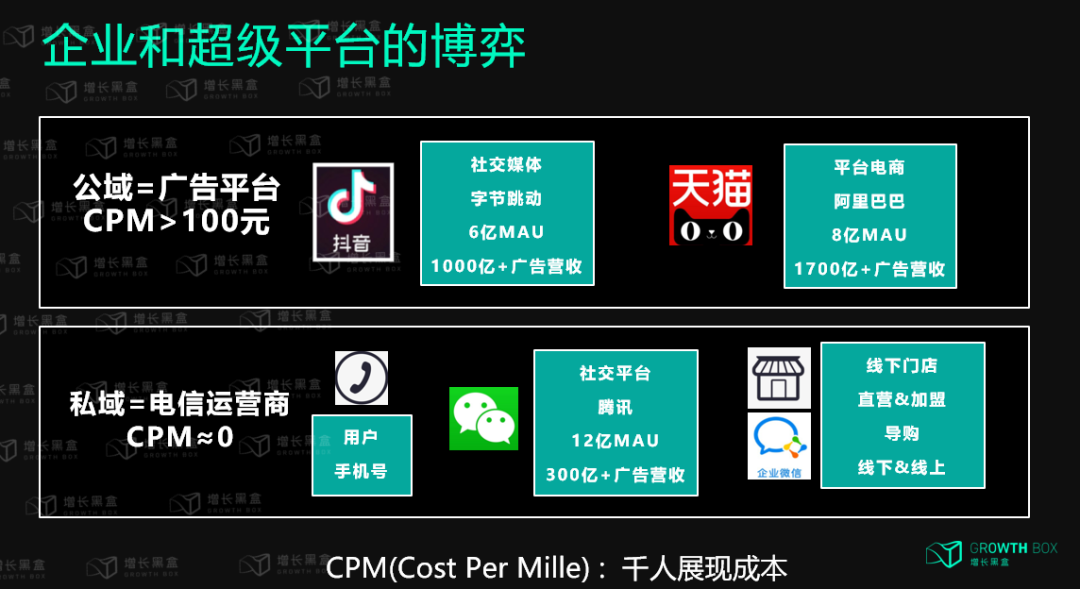 企业和超级平台的博弈
公域=广告平台
CPM>100元
抖音
社交媒体
字节跳动
6亿MAU
1000亿+广告营收
天猫
平台电商
阿里巴巴
8亿MAU
1700亿+广告营收
私域=电信运营商
CPM≈0
用户
手机号
社交平台
腾讯
12亿MAU
300亿+广告营收
企业微信
线下门店
直营&加盟
导购
线下&线上
CPM(Cost Per Mille)：千人展现成本
GROWTH BOX
增长黑盒